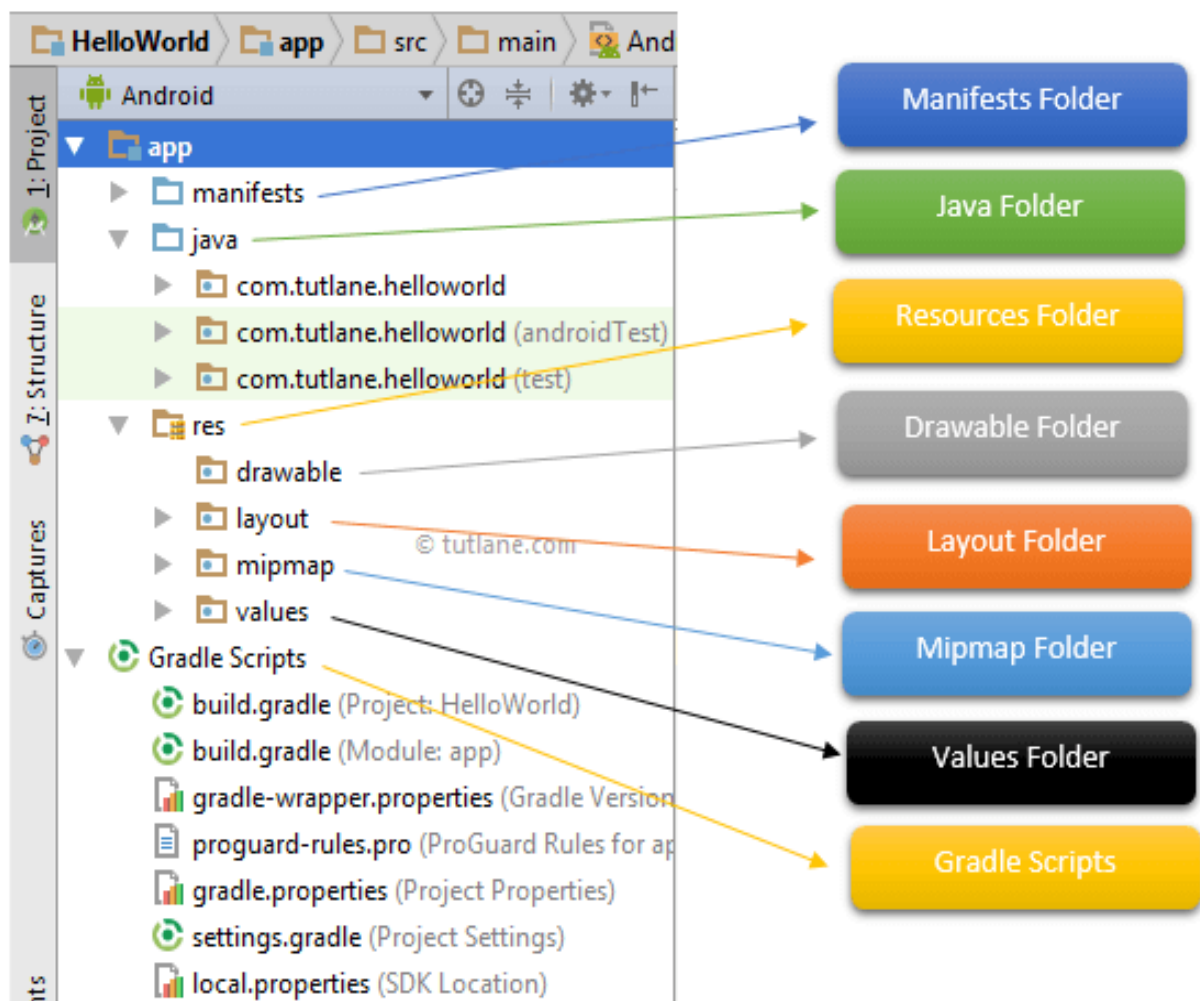 HelloWorld app src main And
Android
1: Project
7: Structure
Captures
app
manifests
java
com.tutlane.helloworld
com.tutlane.helloworld (androidTest)
com.tutlane.helloworld (test)
res
drawable
layout
© tutlane.com
mipmap
values
Gradle Scripts
build.gradle (Project: HelloWorld)
build.gradle (Module: app)
gradle-wrapper.properties (Gradle Version
proguard-rules.pro (ProGuard Rules for ap
gradle.properties (Project Properties)
settings.gradle (Project Settings)
local.properties (SDK Location)
Manifests Folder
Java Folder
Resources Folder
Drawable Folder
Layout Folder
Mipmap Folder
Values Folder
Gradle Scripts